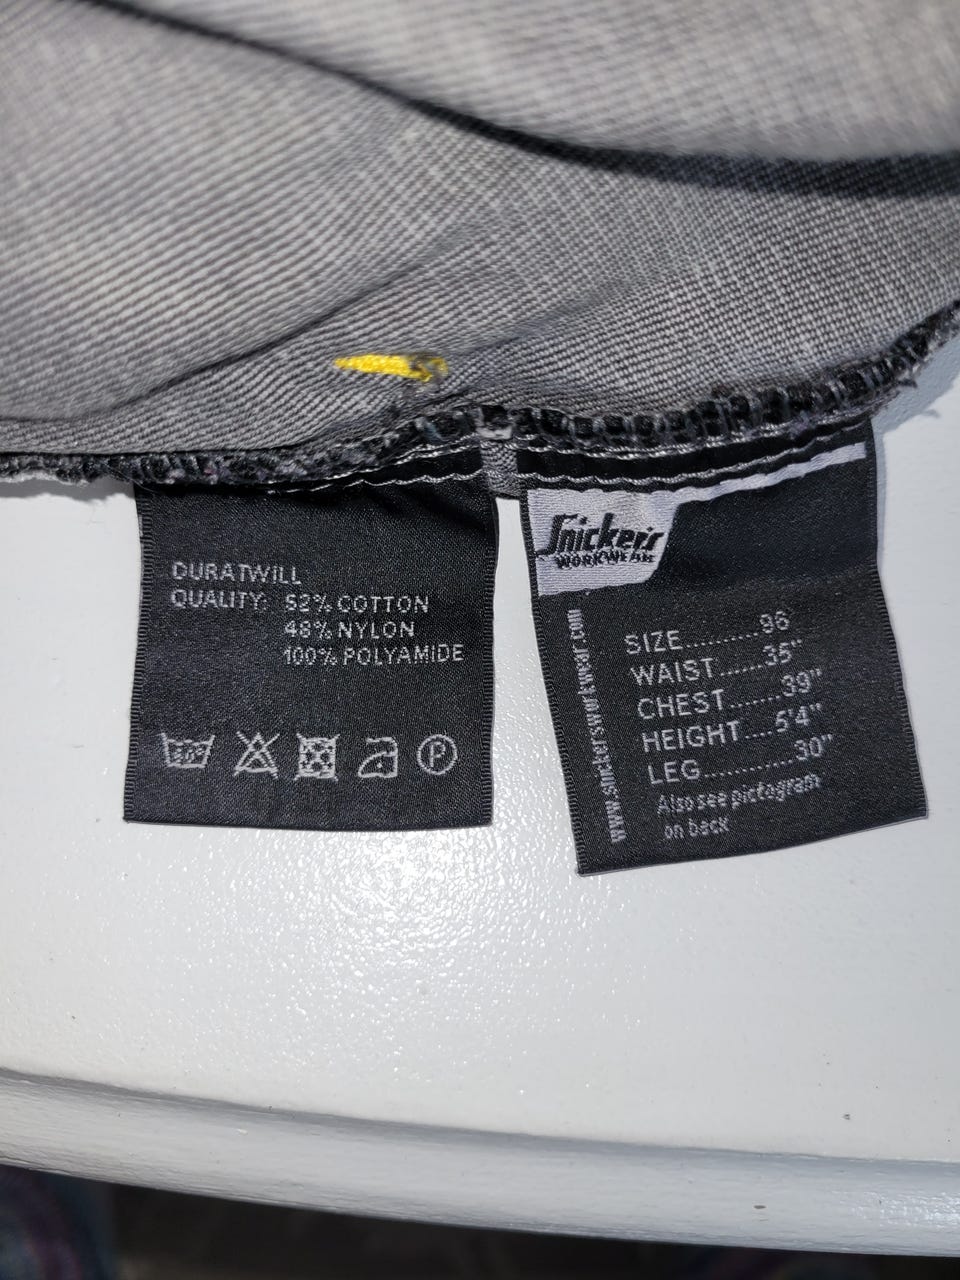 DURATWILL
QUALITY: 52% COTTON
48% NYLON
100% POLYAMIDE
P
Snickers
WORKWEAR
www.snickersworkwear.com
SIZE..........96
WAIST......35"
CHEST.......39"
HEIGHT....5'4"
LEG............30"
Also see pictogram
on back